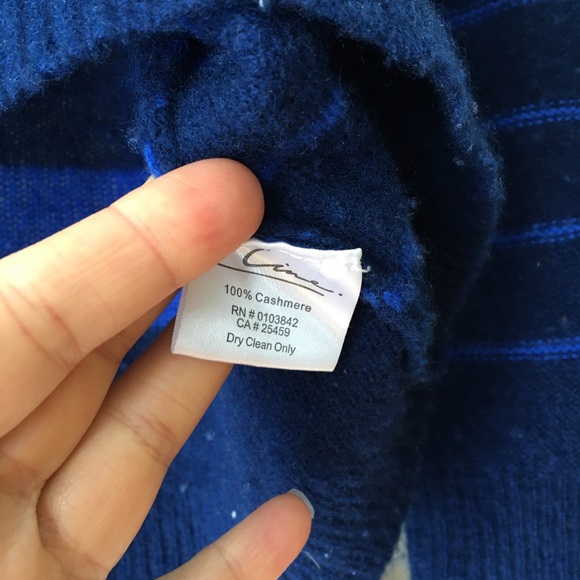 Line.
100% Cashmere
RN # 0103842
CA # 25459
Dry Clean Only